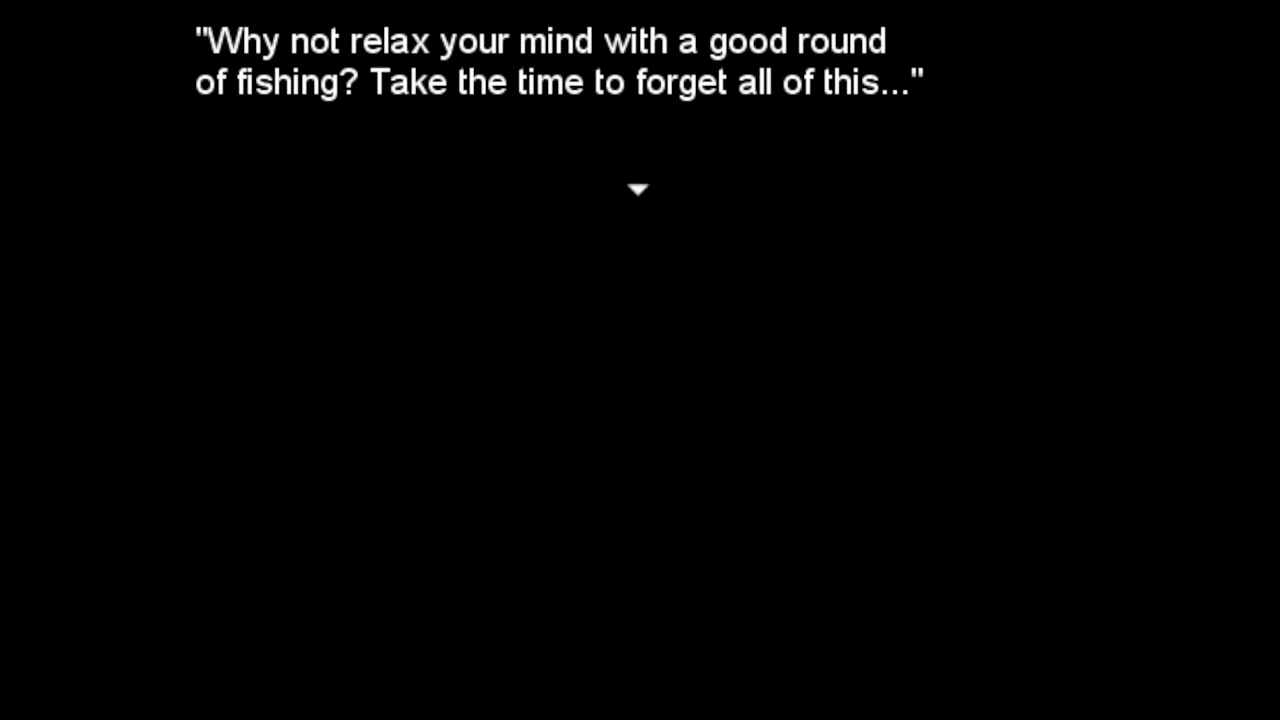 "Why not relax your mind with a good round
of fishing? Take the time to forget all of this..."